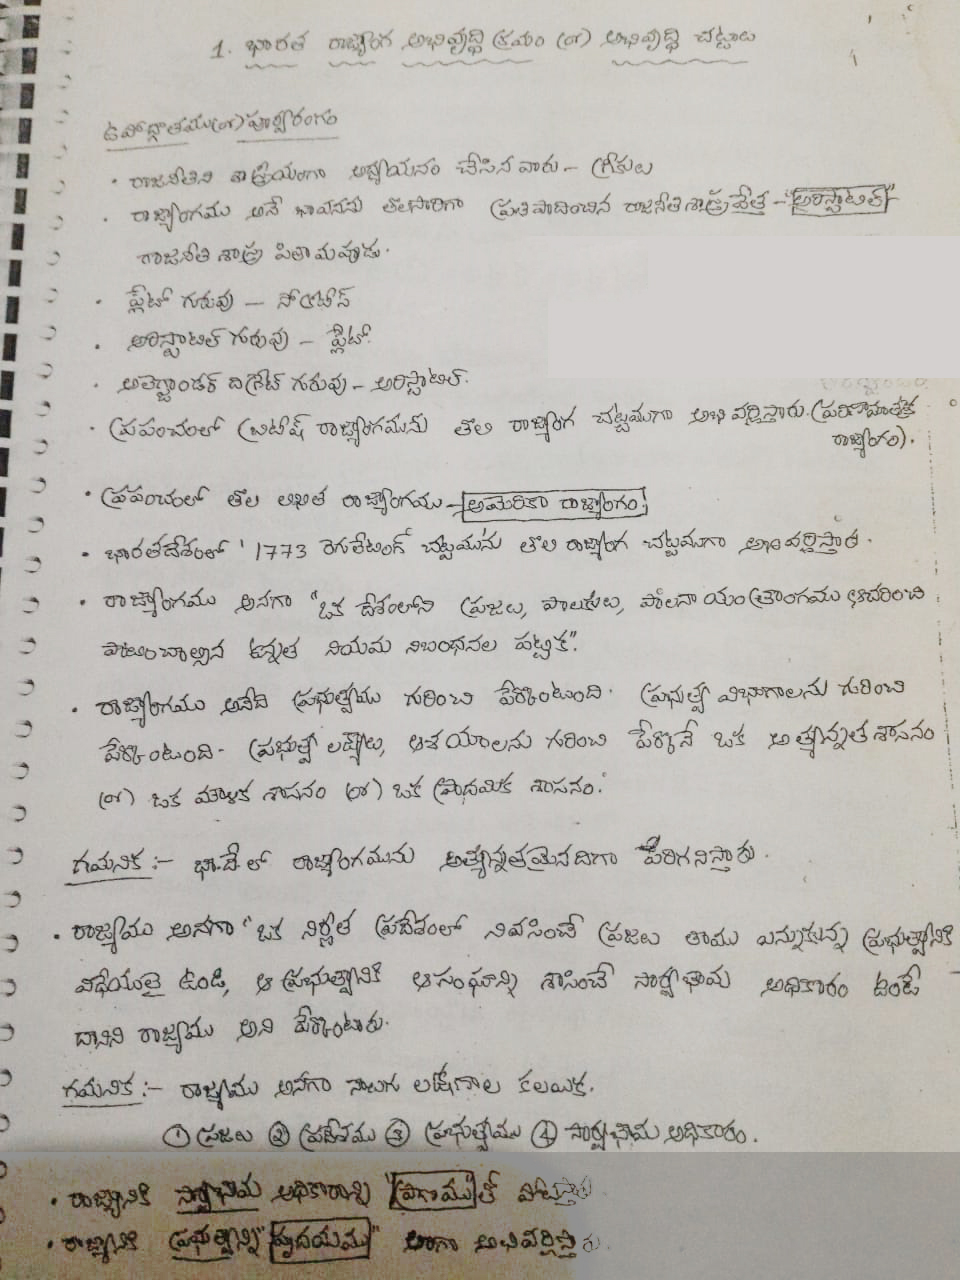 1. భారత రాజ్యాంగ అభివృద్ధి క్రమం (or) అభివృద్ధి చట్టాలు
ఉపోద్ఘాతము (or) పూర్వరంగం
• రాజనీతిని శాస్త్రీయంగా అధ్యయనం చేసిన వారు – గ్రీకులు
• రాజ్యాంగము అనే భావనను తొలిసారిగా ప్రతిపాదించిన రాజనీతి శాస్త్రవేత్త – "అరిస్టాటిల్"
రాజనీతి శాస్త్ర పితామహుడు.
• ప్లేటో గురువు – సోక్రటీస్
• అరిస్టాటిల్ గురువు – ప్లేటో.
• అలెగ్జాండర్ ది గ్రేట్ గురువు – అరిస్టాటిల్.
• ప్రపంచంలో బ్రిటీష్ రాజ్యాంగమును తొలి రాజ్యాంగ చట్టముగా అభివర్ణిస్తారు. (పరిణామాత్మక
రాజ్యాంగం).
• ప్రపంచంలో తొలి లిఖిత రాజ్యాంగము – అమెరికా రాజ్యాంగం.
• భారతదేశంలో '1773 రెగులేటింగ్ చట్టము'ను తొలి రాజ్యాంగ చట్టముగా అభివర్ణిస్తారు.
• రాజ్యాంగము అనగా "ఒక దేశంలోని ప్రజలు, పాలకులు, పాలనా యంత్రాంగము ఆచరించి
పాటించాల్సిన ఉన్నత నియమ నిబంధనల పట్టిక".
• రాజ్యాంగము అనేది ప్రభుత్వము గురించి పేర్కొంటుంది. ప్రభుత్వ విభాగాలను గురించి
పేర్కొంటుంది. ప్రభుత్వ లక్ష్యాలు, ఆశయాలను గురించి పేర్కొనే ఒక అత్యున్నత శాసనం
(or) ఒక మౌళిక శాసనం (or) ఒక ప్రాథమిక శాసనం.
గమనిక :– భా.దే లో రాజ్యాంగమును అత్యున్నతమైనదిగా పరిగనిస్తారు.
• రాజ్యము అనగా "ఒక నిర్ణీత ప్రదేశంలో నివసించే ప్రజలు తాము ఎన్నుకున్న ప్రభుత్వానికి
విధేయులై ఉండి, ఆ ప్రభుత్వానికి ఆ సంఘాన్ని శాసించే సార్వభౌమ అధికారం ఉంటే
దానిని రాజ్యము అని పేర్కొంటారు.
గమనిక :– రాజ్యము అనగా నాలుగు లక్షణాల కలయిక.
① ప్రజలు ② ప్రదేశము ③ ప్రభుత్వము ④ సార్వభౌమ అధికారం.
• రాజ్యానికి సార్వభౌమ అధికారాన్ని "ప్రాణము"తో పోలుస్తారు
• రాజ్యానికి ప్రభుత్వాన్ని "హృదయము" లాగా అభివర్ణిస్తారు.